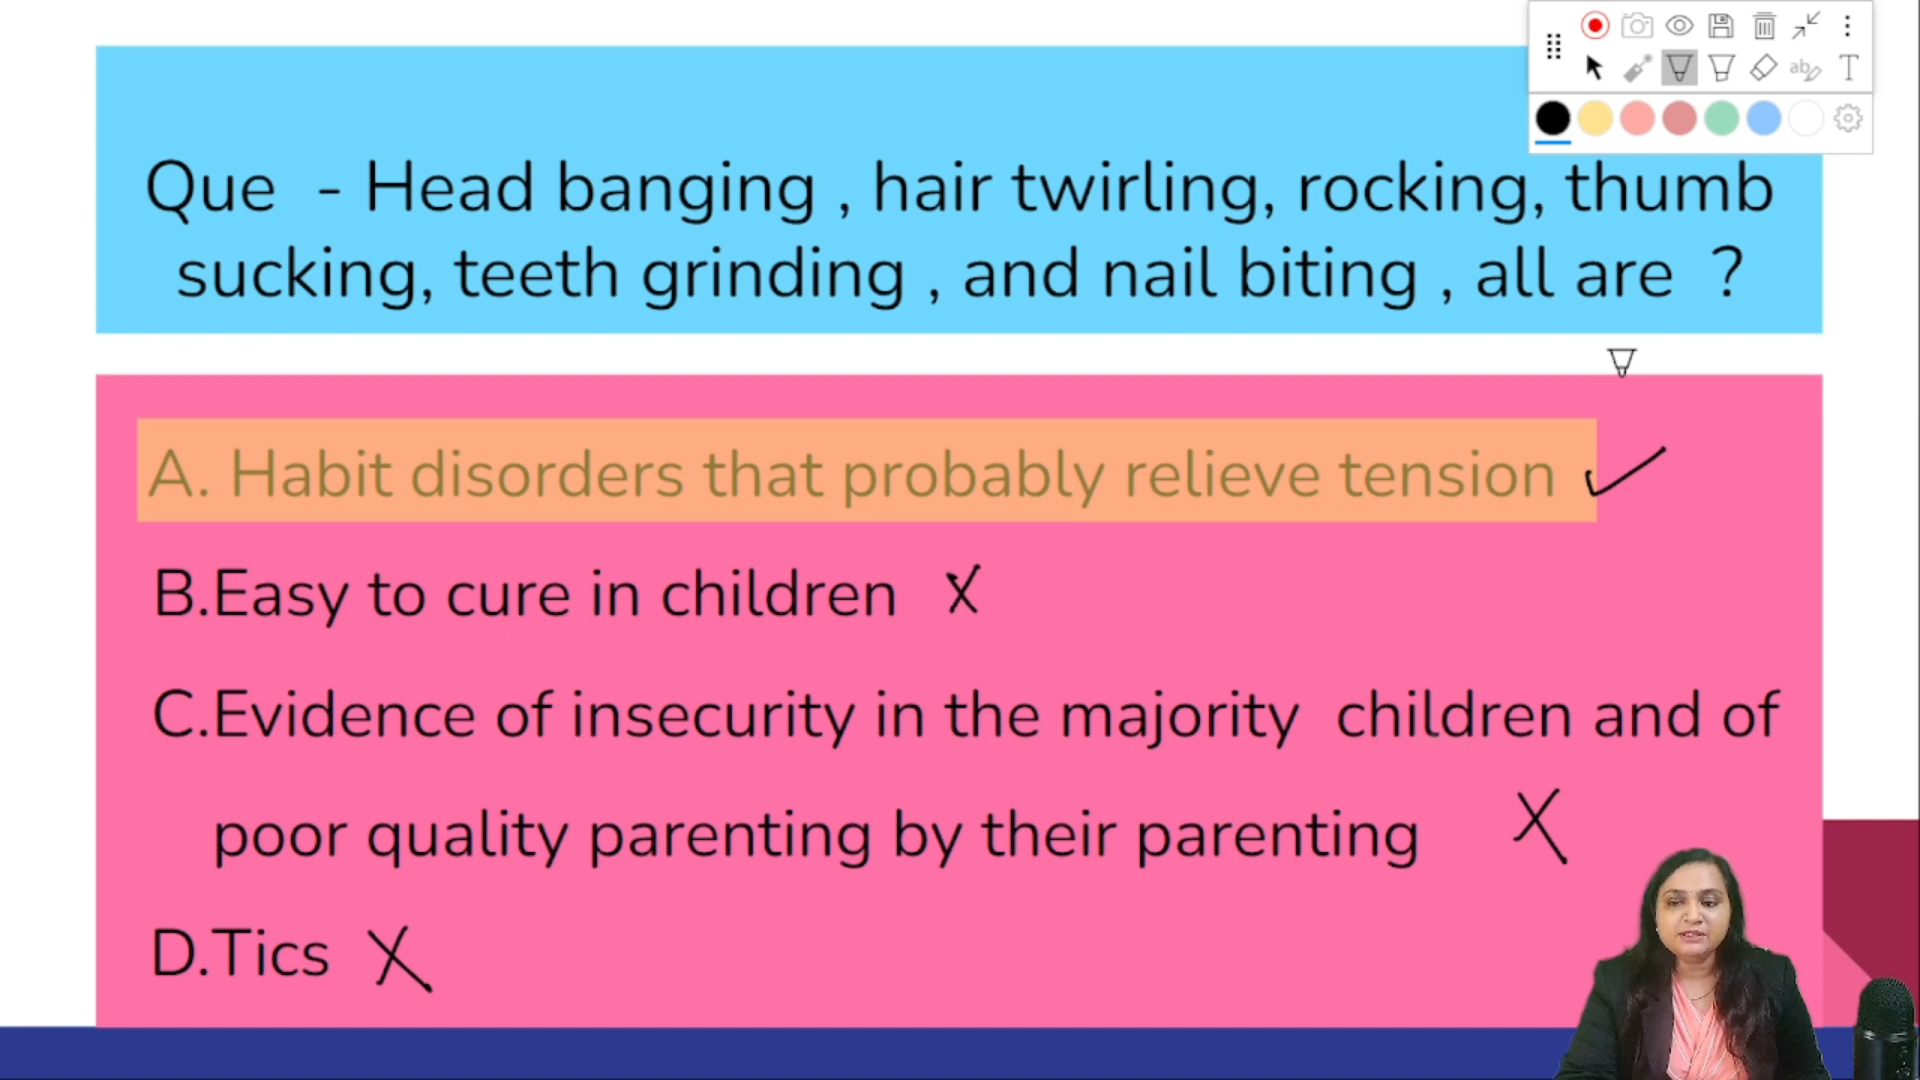 Que - Head banging , hair twirling, rocking, thumb
sucking, teeth grinding , and nail biting , all are ?
A. Habit disorders that probably relieve tension
B.Easy to cure in children
C.Evidence of insecurity in the majority children and of
poor quality parenting by their parenting
D.Tics